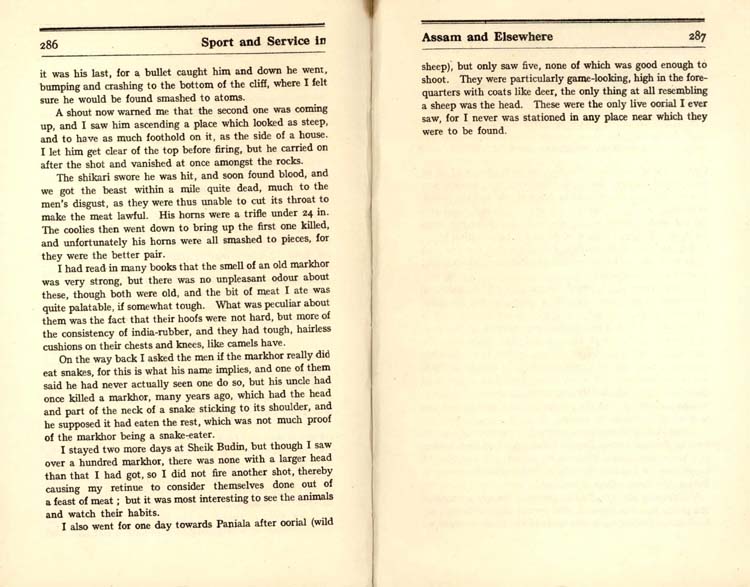 286 Sport and Service in
it was his last, for a bullet caught him and down he went,
bumping and crashing to the bottom of the cliff, where I felt
sure he would be found smashed to atoms.
A shout now warned me that the second one was coming
up, and I saw him ascending a place which looked as steep,
and to have as much foothold on it, as the side of a house.
I let him get clear of the top before firing, but he carried on
after the shot and vanished at once amongst the rocks.
The shikari swore he was hit, and soon found blood, and
we got the beast within a mile quite dead, much to the
men's disgust, as they were thus unable to cut its throat to
make the meat lawful. His horns were a trifle under 24 in.
The coolies then went down to bring up the first one killed,
and unfortunately his horns were all smashed to pieces, for
they were the better pair.
I had read in many books that the smell of an old markhor
was very strong, but there was no unpleasant odour about
these, though both were old, and the bit of meat I ate was
quite palatable, if somewhat tough. What was peculiar about
them was the fact that their hoofs were not hard, but more of
the consistency of india-rubber, and they had tough, hairless
cushions on their chests and knees, like camels have.
On the way back I asked the men if the markhor really did
eat snakes, for this is what his name implies, and one of them
said he had never actually seen one do so, but his uncle had
once killed a markhor, many years ago, which had the head
and part of the neck of a snake sticking to its shoulder, and
he supposed it had eaten the rest, which was not much proof
of the markhor being a snake-eater.
I stayed two more days at Sheik Budin, but though I saw
over a hundred markhor, there was none with a larger head
than that I had got, so I did not fire another shot, thereby
causing my retinue to consider themselves done out of
a feast of meat ; but it was most interesting to see the animals
and watch their habits.
I also went for one day towards Paniala after oorial (wild
Assam and Elsewhere 287
sheep), but only saw five, none of which was good enough to
shoot. They were particularly game-looking, high in the fore-
quarters with coats like deer, the only thing at all resembling
a sheep was the head. These were the only live oorial I ever
saw, for I never was stationed in any place near which they
were to be found.